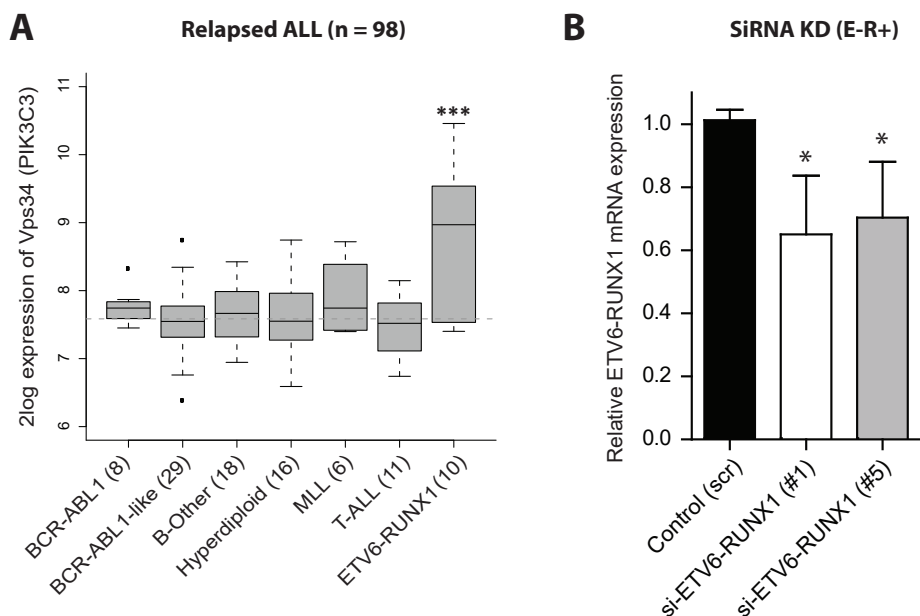 A
Relapsed ALL (n = 98)
2log expression of Vps34 (PIK3C3)
11
10
9
8
7
6
***
BCR-ABL1 (8)
BCR-ABL1-like (29)
B-Other (18)
Hyperdiploid (16)
MLL (6)
T-ALL (11)
ETV6-RUNX1 (10)
B
SiRNA KD (E-R+)
Relative ETV6-RUNX1 mRNA expression
1.0
0.8
0.6
0.4
0.2
0.0
*
*
Control (scr)
si-ETV6-RUNX1 (#1)
si-ETV6-RUNX1 (#5)